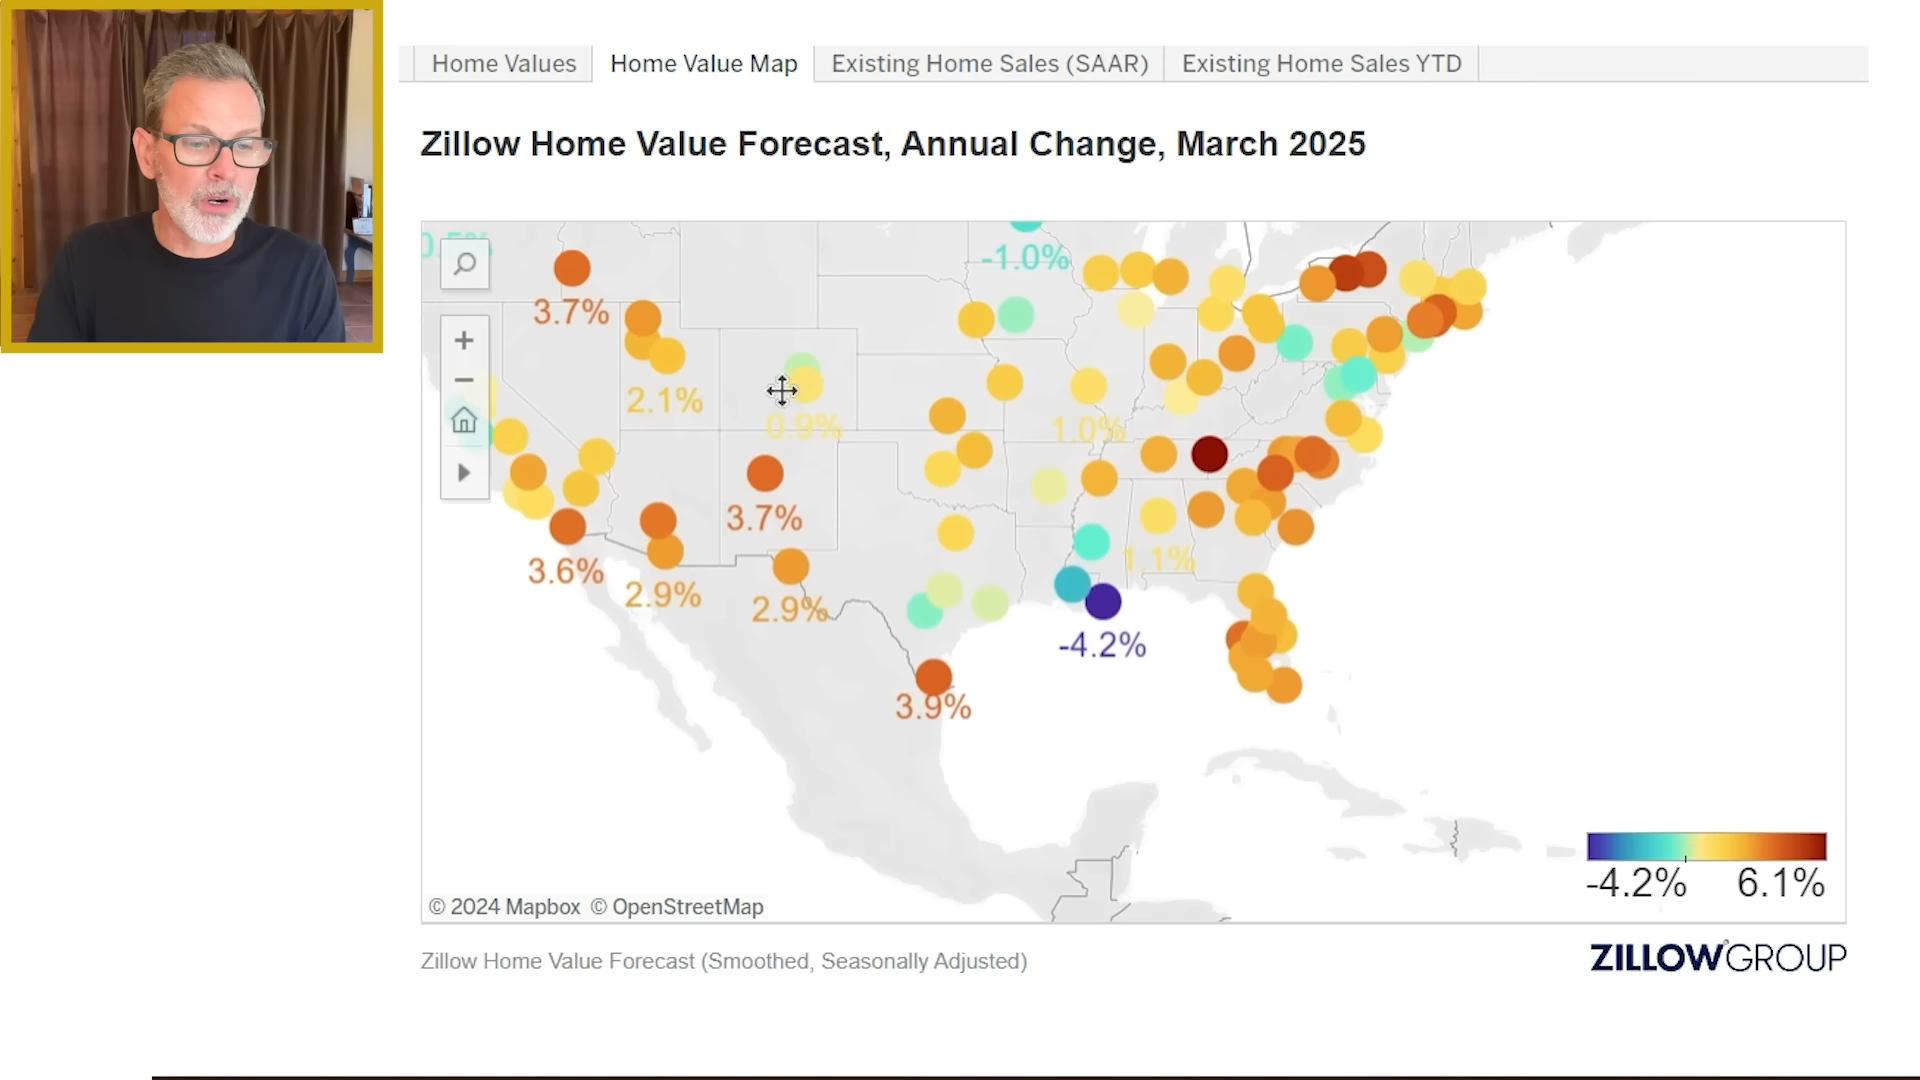 Home Values
Home Value Map
Existing Home Sales (SAAR)
Existing Home Sales YTD
Zillow Home Value Forecast, Annual Change, March 2025
-1.0%
3.7%
2.1%
0.9%
1.0%
3.7%
1.1%
3.6%
2.9%
2.9%
-4.2%
3.9%
-4.2%
6.1%
© 2024 Mapbox © OpenStreetMap
Zillow Home Value Forecast (Smoothed, Seasonally Adjusted)
ZILLOW GROUP